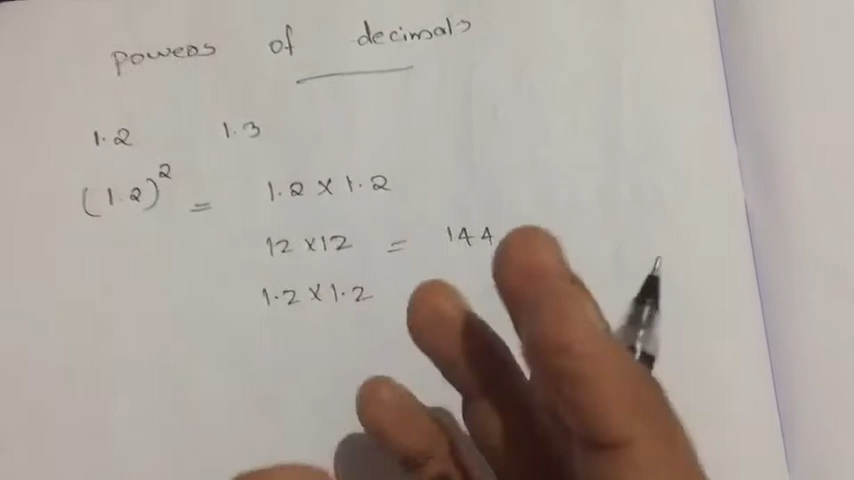 powers of decimals
1.2 1.3
(1.2)² = 1.2 × 1.2
12 × 12 = 144
1.2 × 1.2